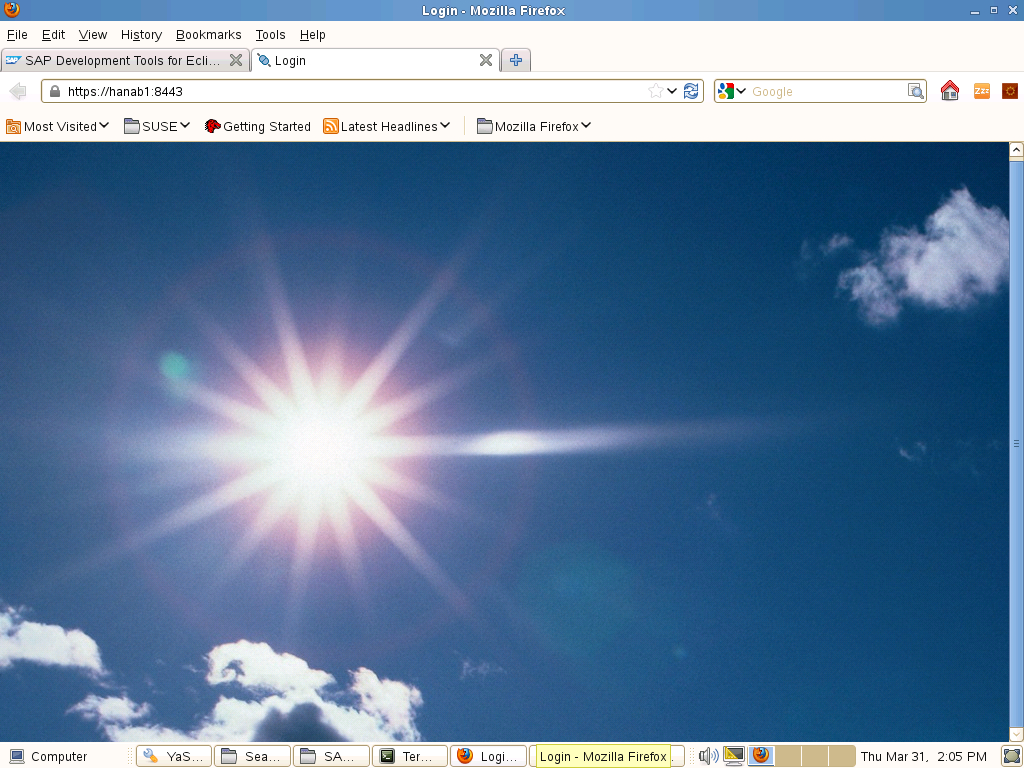 Login - Mozilla Firefox
File Edit View History Bookmarks Tools Help
SAP SAP Development Tools for Ecli... Login
https://hanab1:8443 Google
Most Visited SUSE Getting Started Latest Headlines Mozilla Firefox
Computer YaS... Sea... SA... Ter... Logi... Login - Mozilla Firefox Thu Mar 31, 2:05 PM